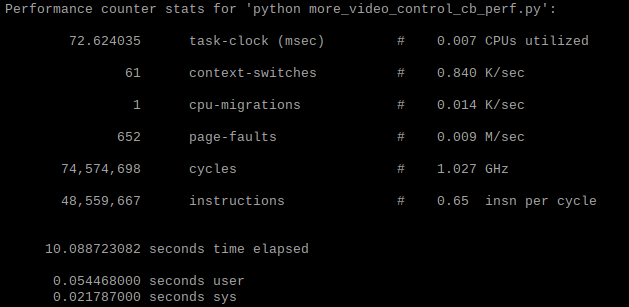 Performance counter stats for 'python more_video_control_cb_perf.py':
72.624035 task-clock (msec) # 0.007 CPUs utilized
61 context-switches # 0.840 K/sec
1 cpu-migrations # 0.014 K/sec
652 page-faults # 0.009 M/sec
74,574,698 cycles # 1.027 GHz
48,559,667 instructions # 0.65 insn per cycle
10.088723082 seconds time elapsed
0.054468000 seconds user
0.021787000 seconds sys